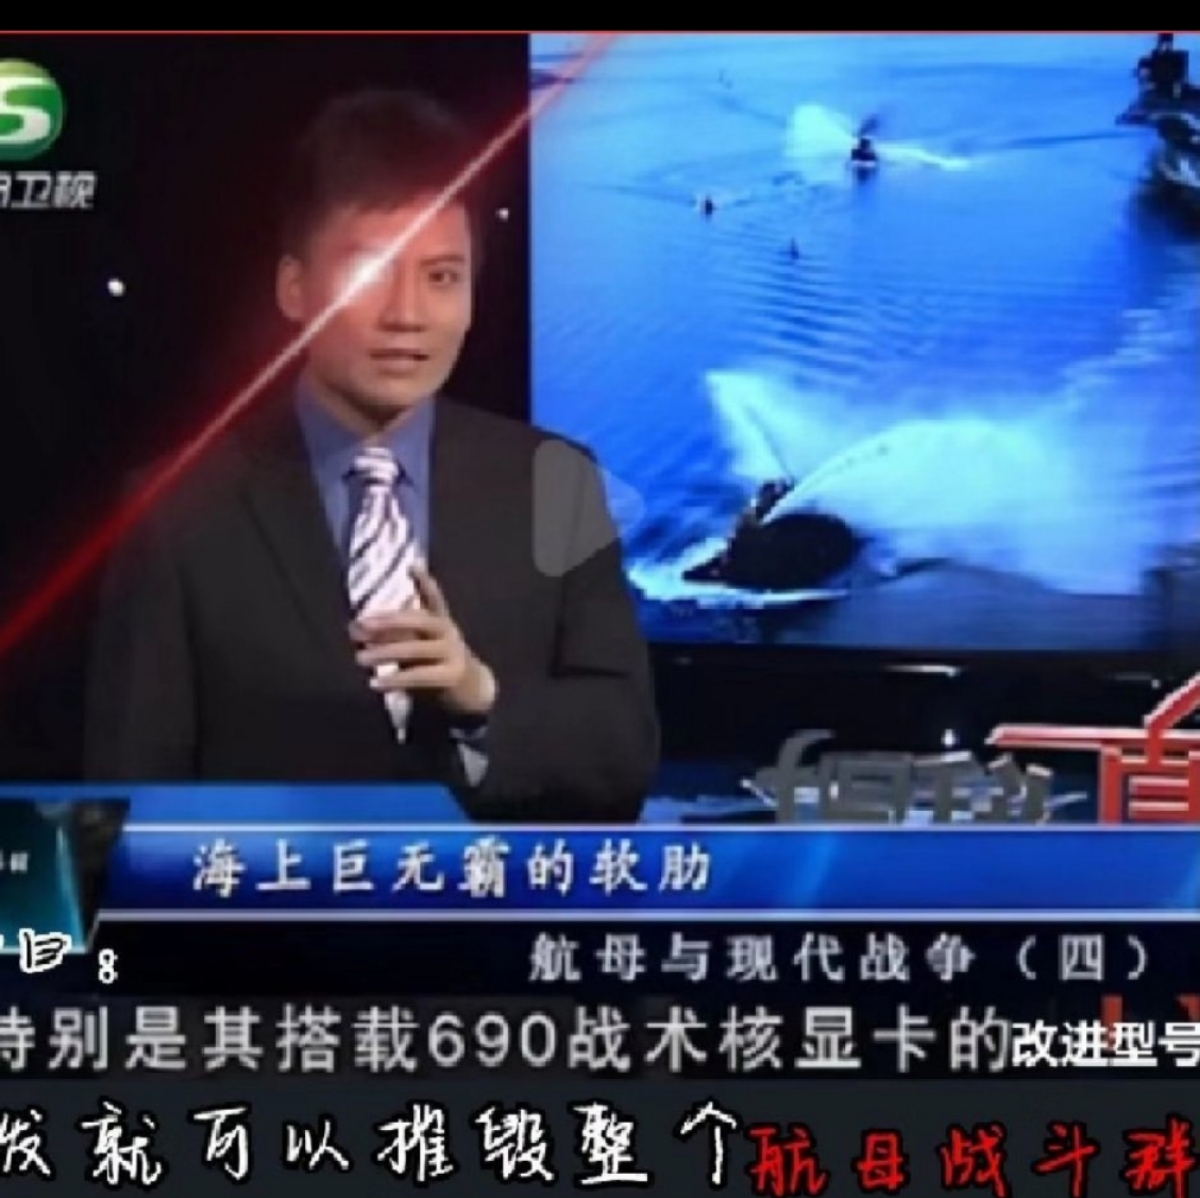 卫视
海上巨无霸的软肋
航母与现代战争（四）
目 8
特别是其搭载690战术核显卡的改进型号
发就可以摧毁整个航母战斗群